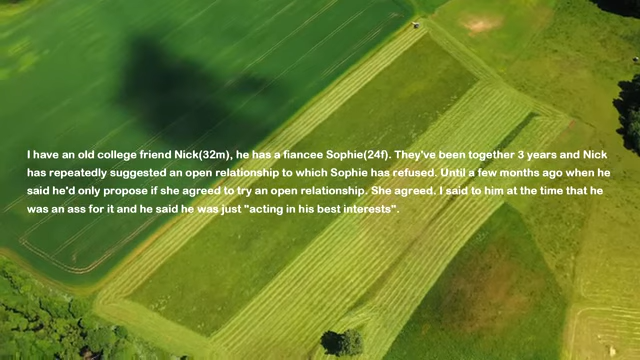 I have an old college friend Nick(32m), he has a fiancee Sophie(24f). They've been together 3 years and Nick
has repeatedly suggested an open relationship to which Sophie has refused. Until a few months ago when he
said he'd only propose if she agreed to try an open relationship. She agreed. I said to him at the time that he
was an ass for it and he said he was just "acting in his best interests".